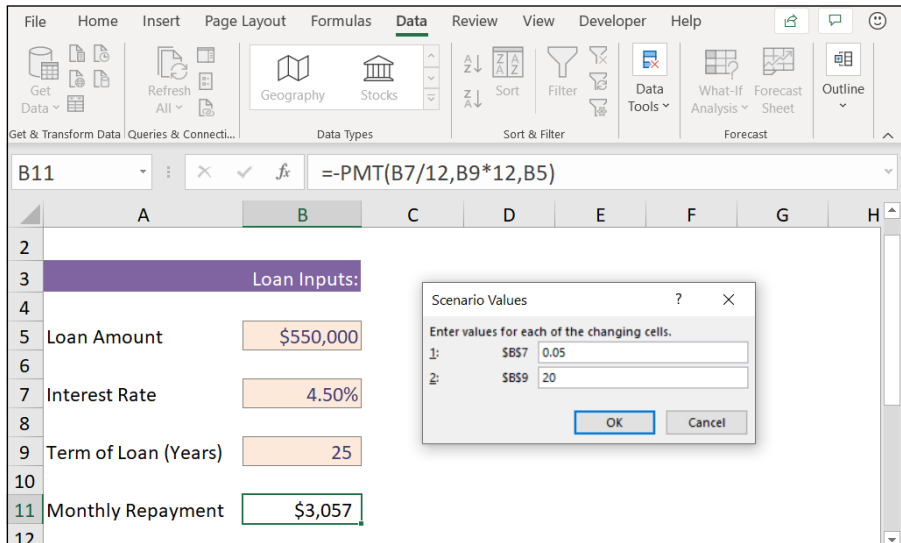 File Home Insert Page Layout Formulas Data Review View Developer Help
Get Data
Refresh All
Geography Stocks
A Z
Z A
Z A A Z
Sort
Filter
Data Tools
What-If Analysis
Forecast Sheet
Outline
Get & Transform Data Queries & Connecti... Data Types Sort & Filter Forecast
B11 fx =-PMT(B7/12,B9*12,B5)
A B C D E F G H
2
3 Loan Inputs:
4
5 Loan Amount $550,000
6
7 Interest Rate 4.50%
8
9 Term of Loan (Years) 25
10
11 Monthly Repayment $3,057
12
Scenario Values ? 
Enter values for each of the changing cells.
1: $B$7 0.05
2: $B$9 20
OK Cancel